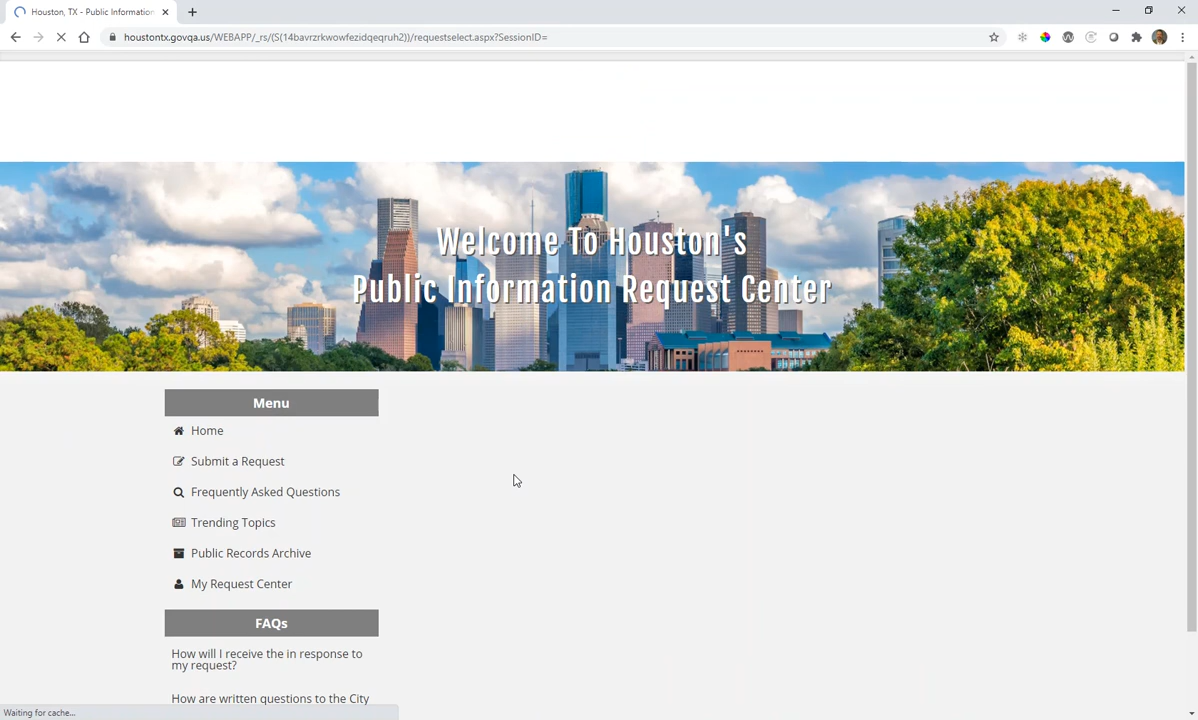 Houston, TX - Public Information
houstontx.govqa.us/WEBAPP/_rs/(S(14bavrzrkwowfezidqeqruh2))/requestselect.aspx?SessionID=
Welcome To Houston's
Public Information Request Center
Menu
Home
Submit a Request
Frequently Asked Questions
Trending Topics
Public Records Archive
My Request Center
FAQs
How will I receive the in response to
my request?
How are written questions to the City
Waiting for cache...